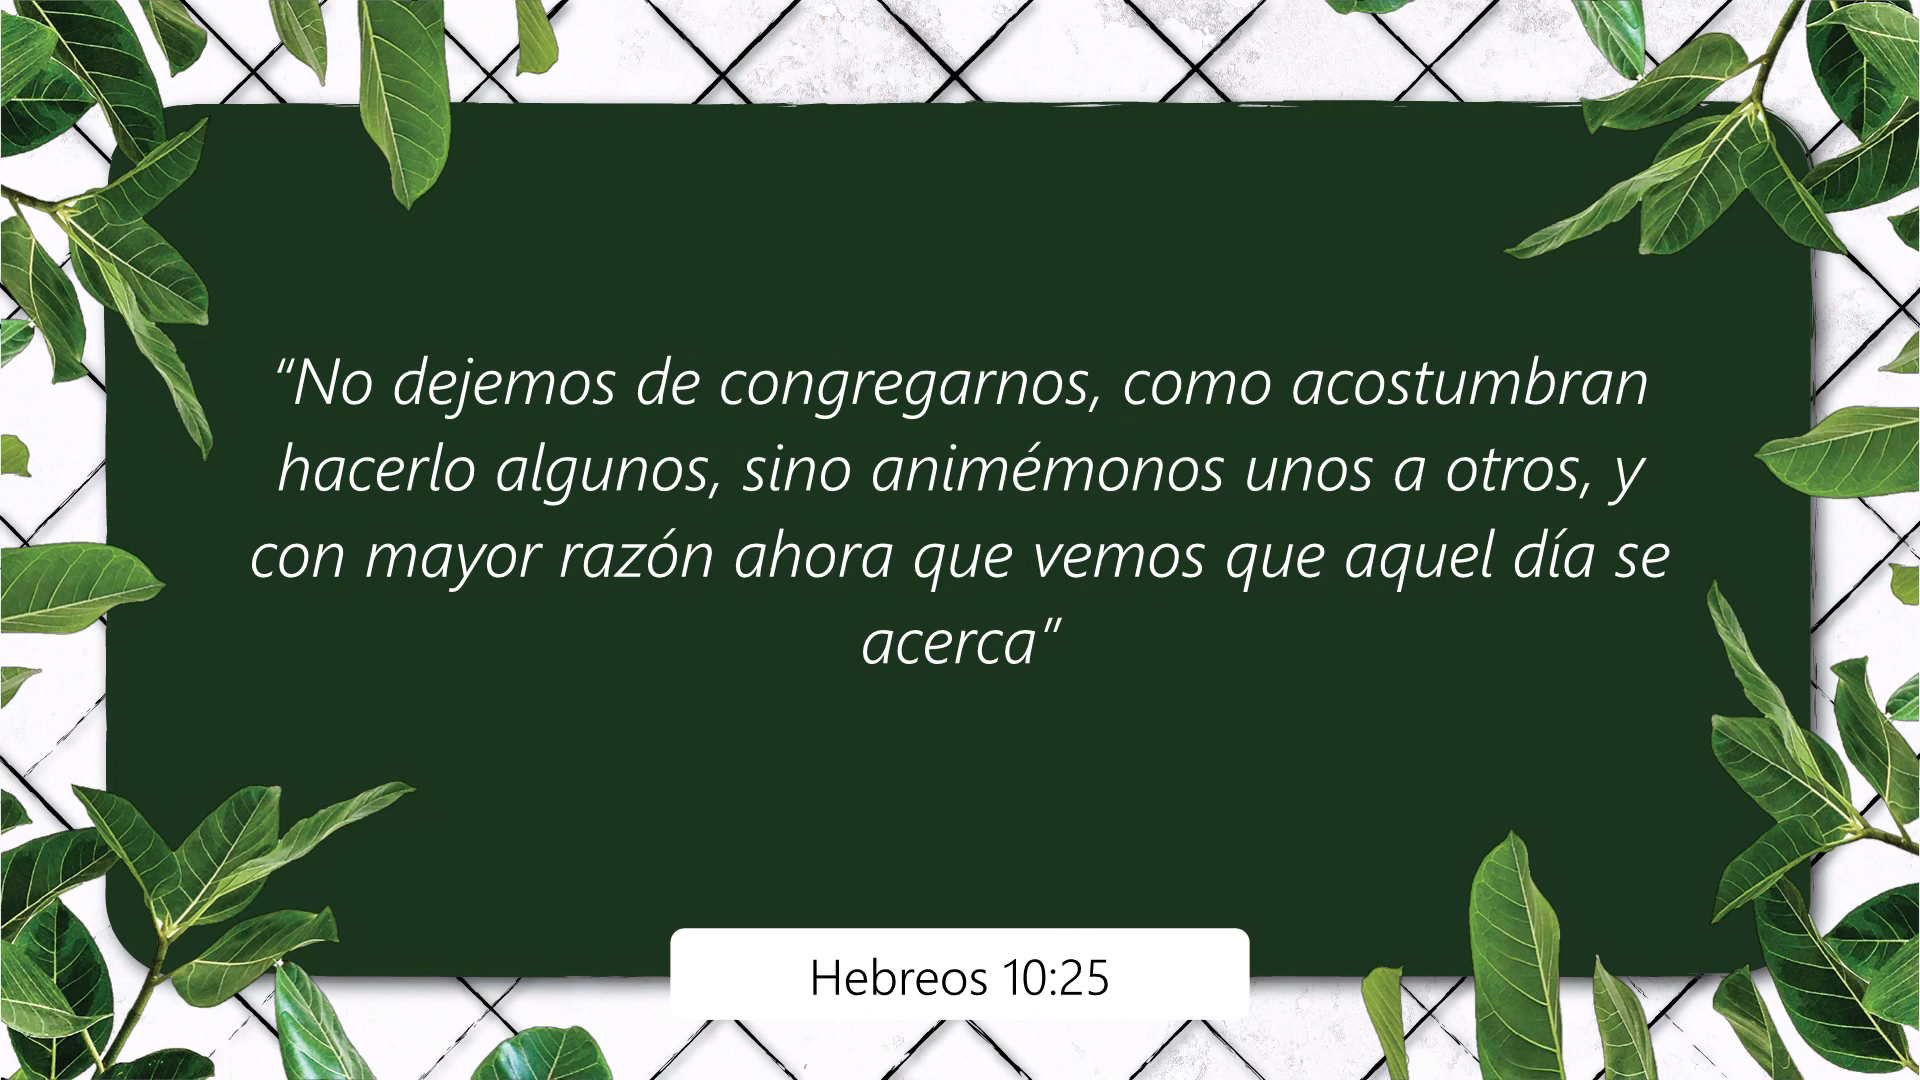 “No dejemos de congregarnos, como acostumbran
hacerlo algunos, sino animémonos unos a otros, y
con mayor razón ahora que vemos que aquel día se
acerca”
Hebreos 10:25